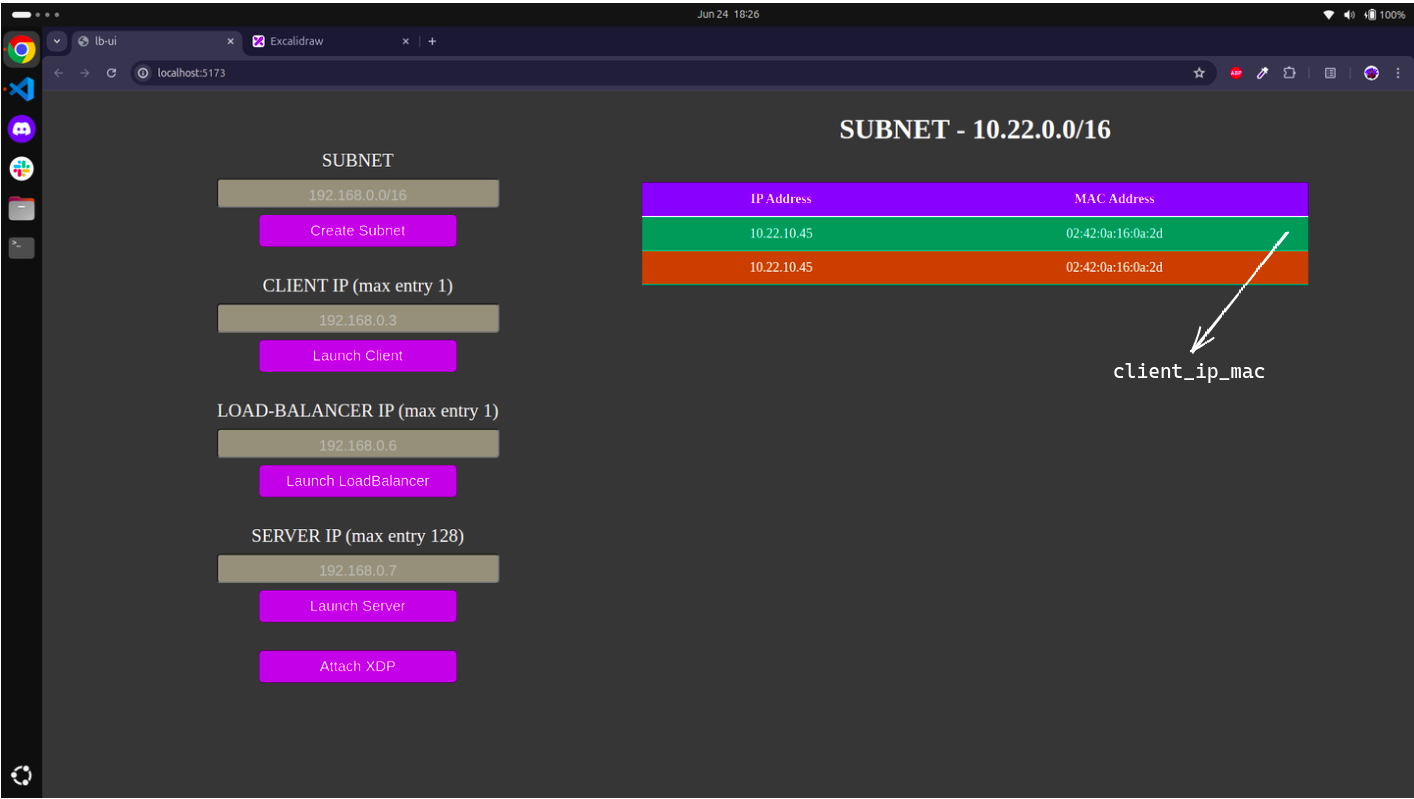 Jun 24 18:26
100%
lb-ui
Excalidraw
localhost:5173
ABP
SUBNET - 10.22.0.0/16
SUBNET
192.168.0.0/16
Create Subnet
CLIENT IP (max entry 1)
192.168.0.3
Launch Client
LOAD-BALANCER IP (max entry 1)
192.168.0.6
Launch LoadBalancer
SERVER IP (max entry 128)
192.168.0.7
Launch Server
Attach XDP
IP Address MAC Address
10.22.10.45 02:42:0a:16:0a:2d
10.22.10.45 02:42:0a:16:0a:2d
client_ip_mac